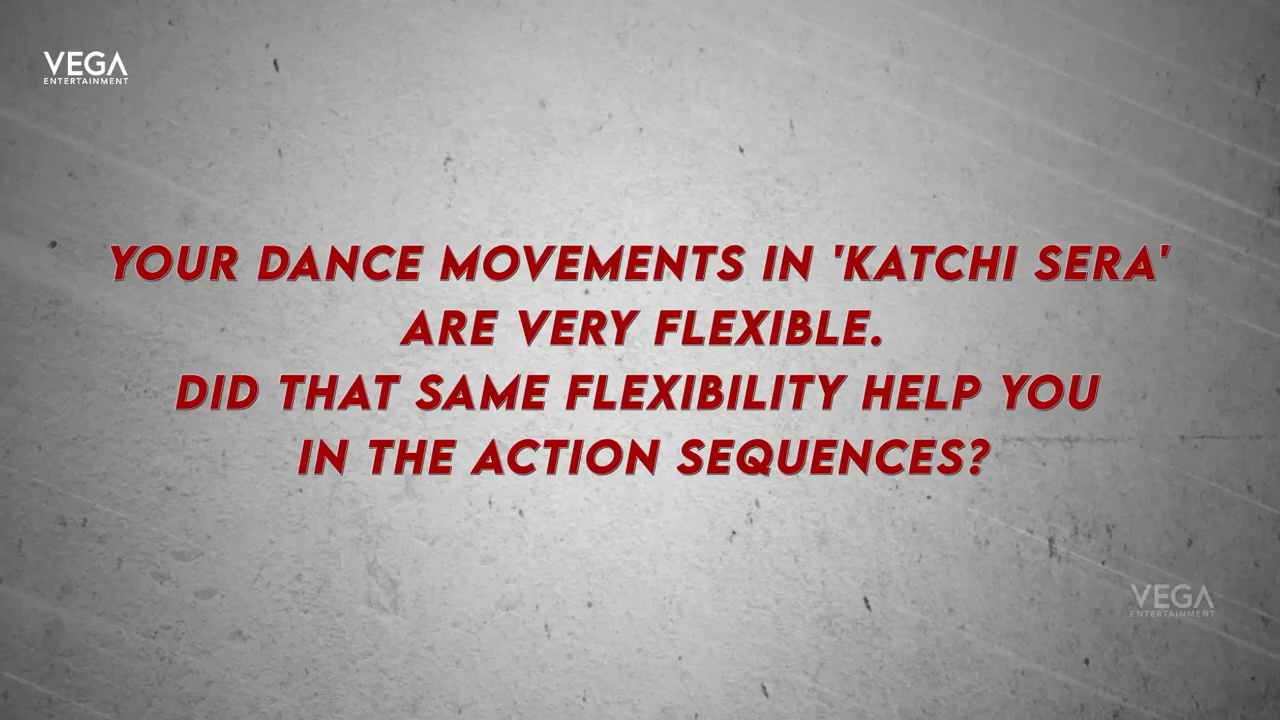 VEGA
ENTERTAINMENT
YOUR DANCE MOVEMENTS IN 'KATCHI SERA'
ARE VERY FLEXIBLE.
DID THAT SAME FLEXIBILITY HELP YOU
IN THE ACTION SEQUENCES?
VEGA
ENTERTAINMENT